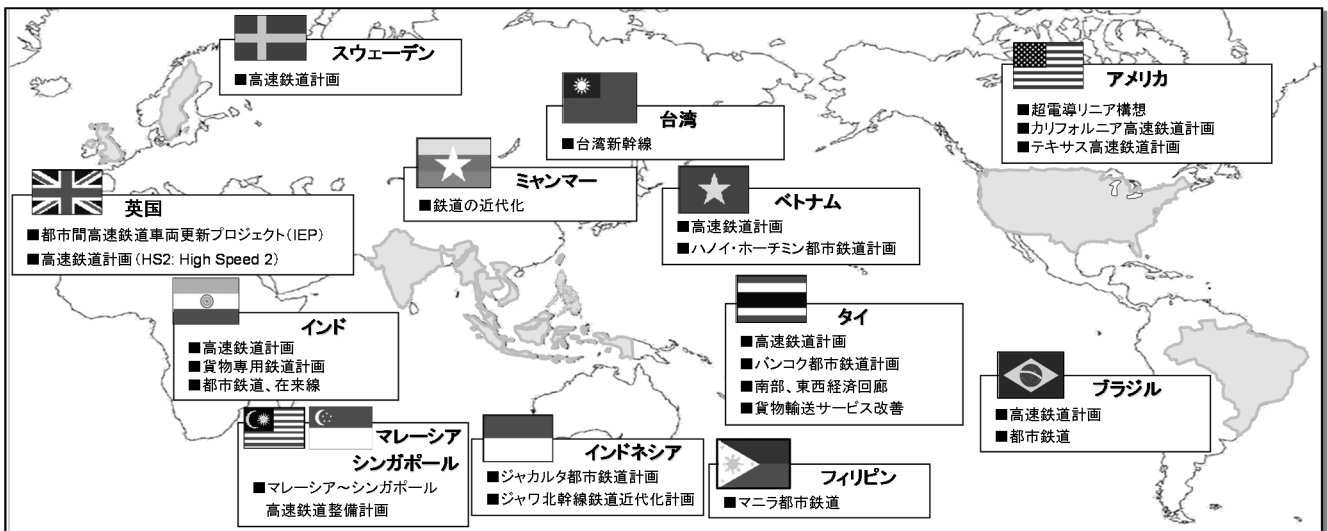 スウェーデン
■高速鉄道計画
台湾
■台湾新幹線
アメリカ
■超電導リニア構想
■カリフォルニア高速鉄道計画
■テキサス高速鉄道計画
英国
■都市間高速鉄道車両更新プロジェクト(IEP)
■高速鉄道計画(HS2: High Speed 2)
ミャンマー
■鉄道の近代化
ベトナム
■高速鉄道計画
■ハノイ・ホーチミン都市鉄道計画
インド
■高速鉄道計画
■貨物専用鉄道計画
■都市鉄道、在来線
タイ
■高速鉄道計画
■バンコク都市鉄道計画
■南部、東西経済回廊
■貨物輸送サービス改善
ブラジル
■高速鉄道計画
■都市鉄道
マレーシア
シンガポール
■マレーシア～シンガポール
高速鉄道整備計画
インドネシア
■ジャカルタ都市鉄道計画
■ジャワ北幹線鉄道近代化計画
フィリピン
■マニラ都市鉄道